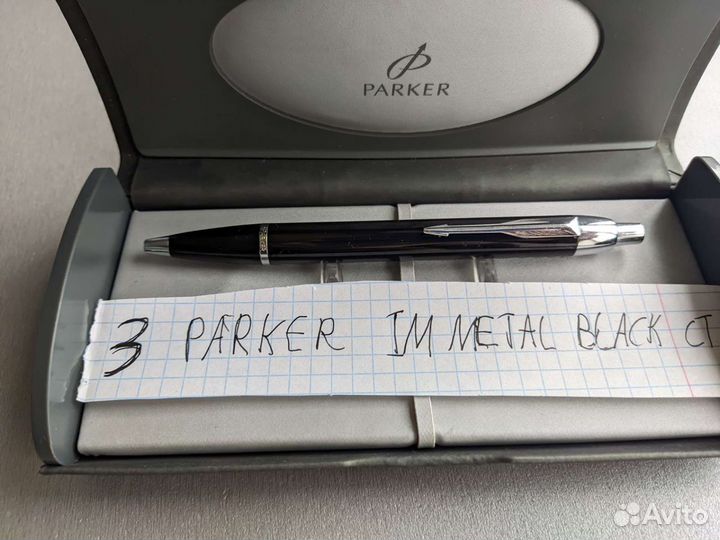 PARKER
3 PARKER IM METAL BLACK CT
Avito